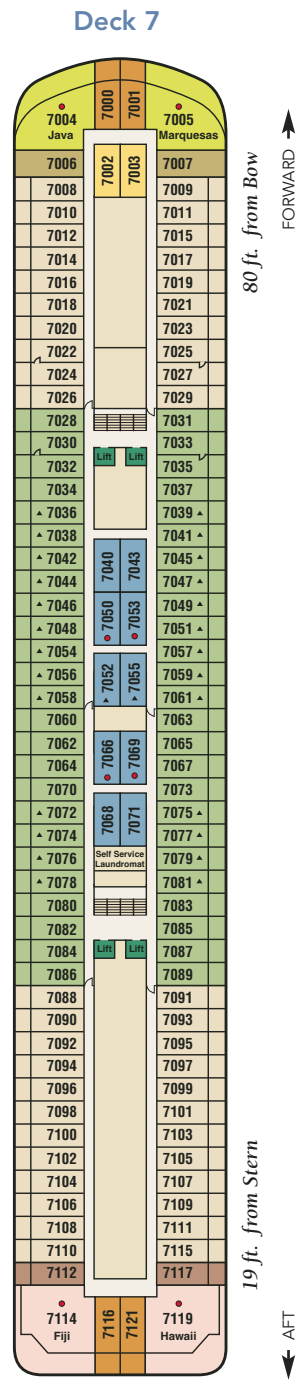 Deck 7
7000 7001
7004 7005
Java Marquesas
7002 7003
7006 7007
7008 7009
7010 7011
7012 7015
7014 7017
7016 7019
7018 7021
7020 7023
7022 7025
7024 7027
7026 7029
7028 7031
7030 7033
7032 Lift Lift 7035
7034 7037
7036 7039
7038 7041
7042 7040 7043 7045
7044 7047
7046 7050 7053 7049
7048 7051
7054 7057
7056 7052 7055 7059
7058 7061
7060 7063
7062 7066 7069 7065
7064 7067
7070 7073
7072 7068 7071 7075
7074 7077
7076 Self Service 7079
Laundromat
7078 7081
7080 7083
7082 7085
7084 Lift Lift 7087
7086 7089
7088 7091
7090 7093
7092 7095
7094 7097
7096 7099
7098 7101
7100 7103
7102 7105
7104 7107
7106 7109
7108 7111
7110 7115
7112 7117
7114 7116 7121 7119
Fiji Hawaii
80 ft. from Bow
FORWARD
19 ft. from Stern
AFT